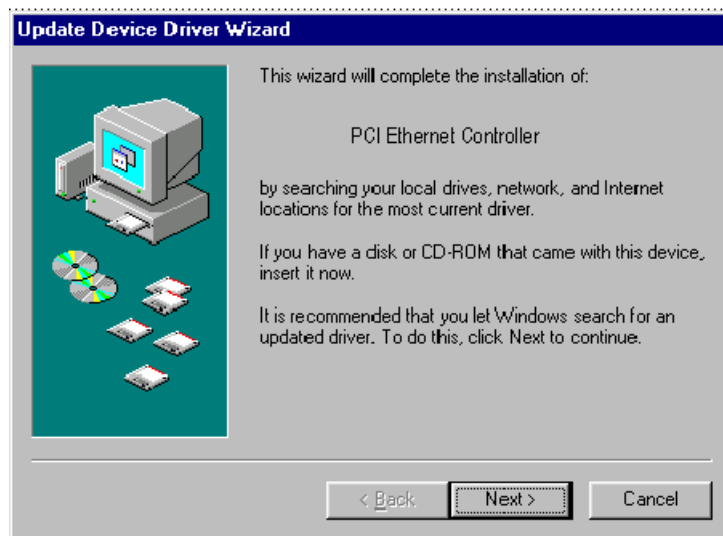 Update Device Driver Wizard
This wizard will complete the installation of:
PCI Ethernet Controller
by searching your local drives, network, and Internet
locations for the most current driver.
If you have a disk or CD-ROM that came with this device,
insert it now.
It is recommended that you let Windows search for an
updated driver. To do this, click Next to continue.
< Back
Next >
Cancel